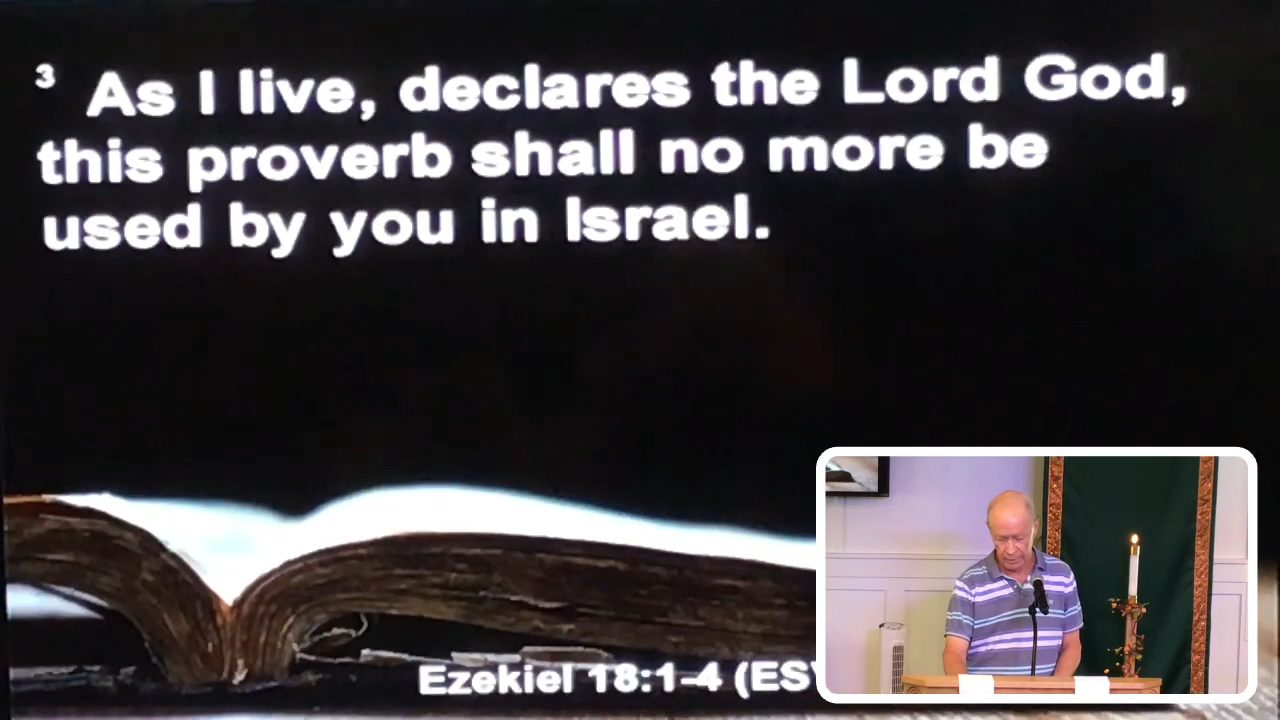 3 As I live, declares the Lord God,
this proverb shall no more be
used by you in Israel.
Ezekiel 18:1-4 (ESV